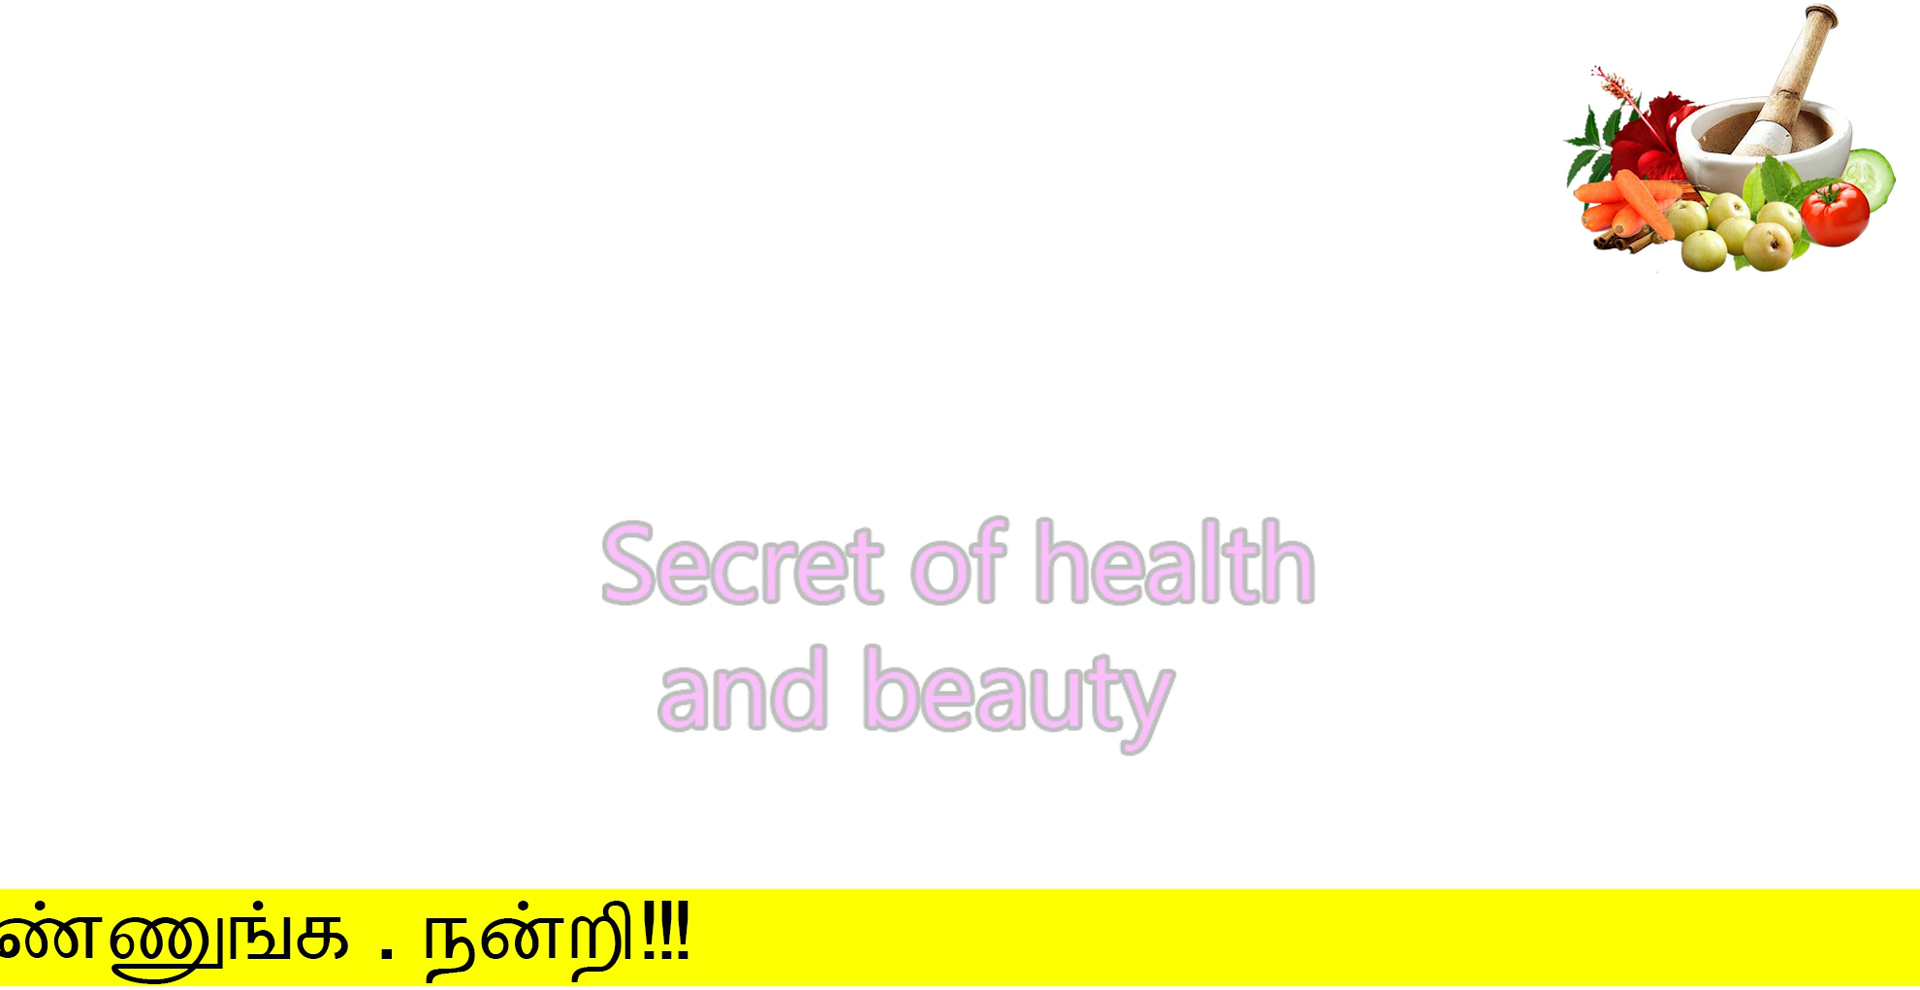 Secret of health
and beauty
ண்ணுங்க . நன்றி!!!